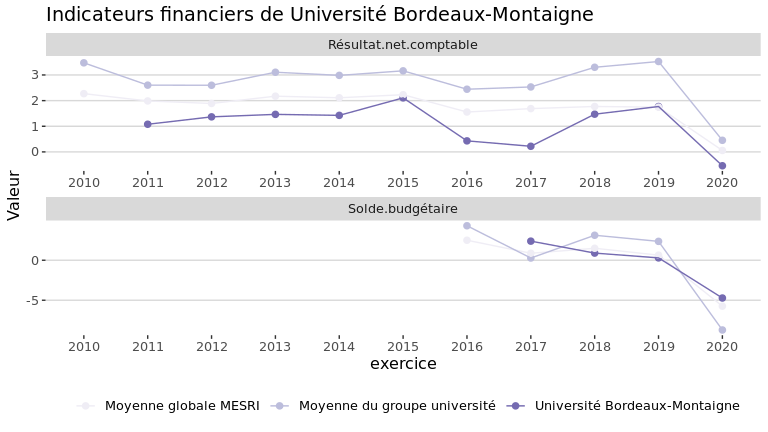 Indicateurs financiers de Université Bordeaux-Montaigne
Résultat.net.comptable
3
2
1
0
2010 2011 2012 2013 2014 2015 2016 2017 2018 2019 2020
Valeur
Solde.budgétaire
0
-5
2010 2011 2012 2013 2014 2015 2016 2017 2018 2019 2020
exercice
Moyenne globale MESRI Moyenne du groupe université Université Bordeaux-Montaigne